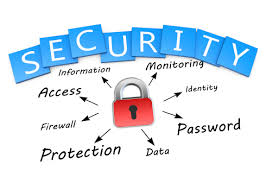 SECURITY
Information
Monitoring
Access
Identity
Firewall
Password
Protection
Data